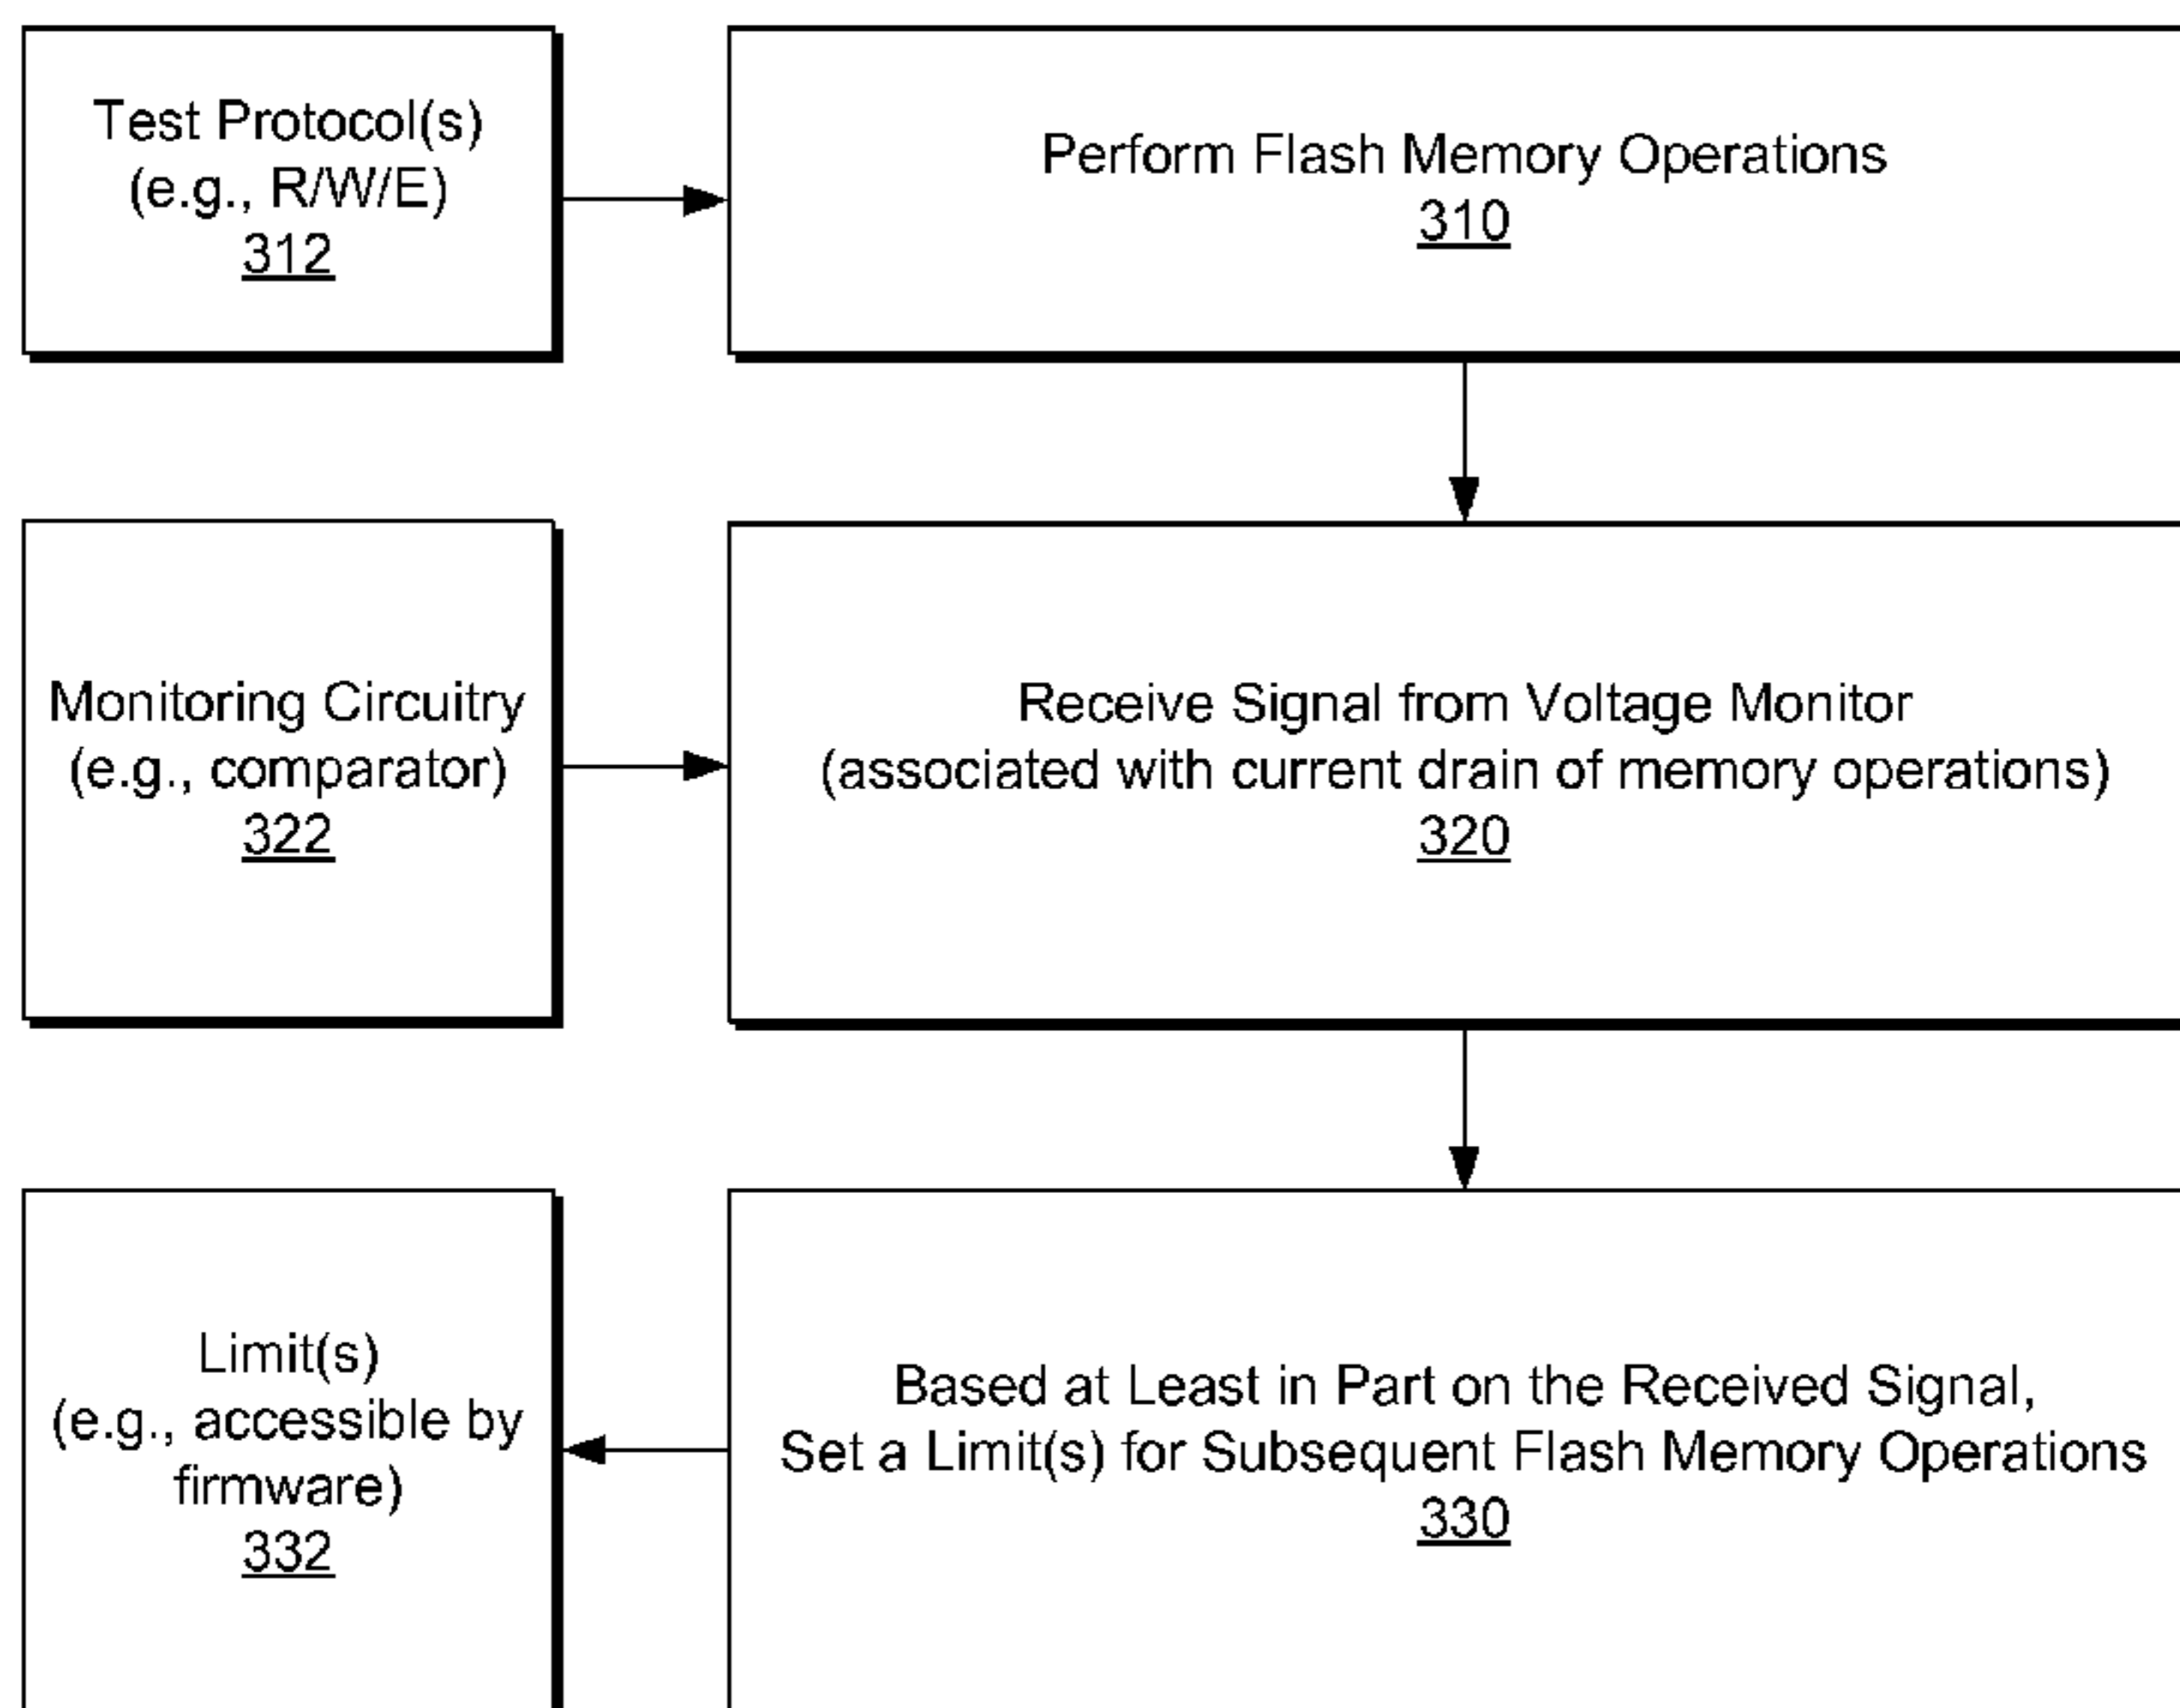 Test Protocol(s)
(e.g., R/W/E)
312
Perform Flash Memory Operations
310
Monitoring Circuitry
(e.g., comparator)
322
Receive Signal from Voltage Monitor
(associated with current drain of memory operations)
320
Limit(s)
(e.g., accessible by
firmware)
332
Based at Least in Part on the Received Signal,
Set a Limit(s) for Subsequent Flash Memory Operations
330